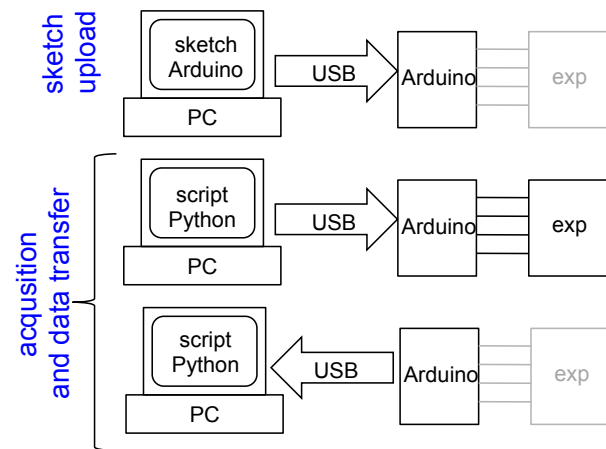 sketch
upload
sketch
Arduino
PC
USB
Arduino
exp
acqusition
and data transfer
script
Python
PC
USB
Arduino
exp
script
Python
PC
USB
Arduino
exp